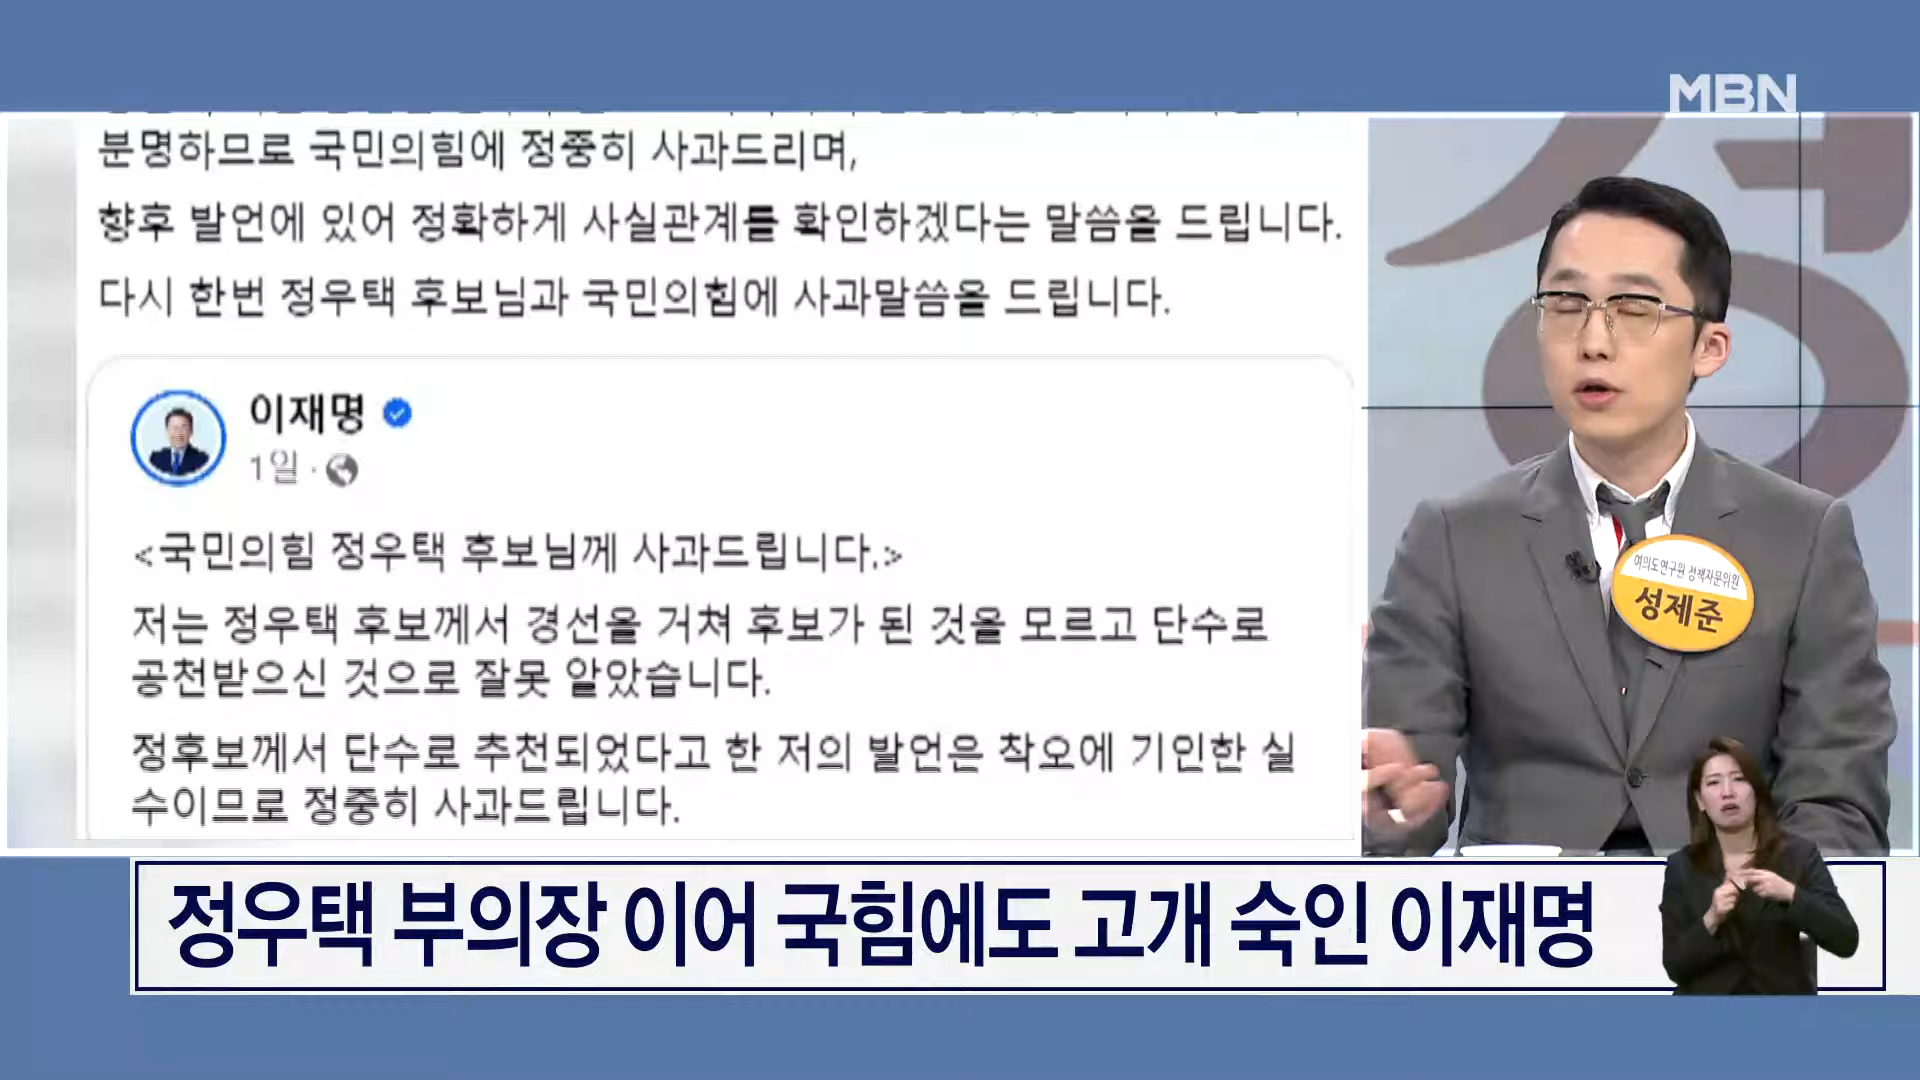 MBN
분명하므로 국민의힘에 정중히 사과드리며,
향후 발언에 있어 정확하게 사실관계를 확인하겠다는 말씀을 드립니다.
다시 한번 정우택 후보님과 국민의힘에 사과말씀을 드립니다.
이재명
1일 ·
<국민의힘 정우택 후보님께 사과드립니다.>
저는 정우택 후보께서 경선을 거쳐 후보가 된 것을 모르고 단수로
공천받으신 것으로 잘못 알았습니다.
정후보께서 단수로 추천되었다고 한 저의 발언은 착오에 기인한 실
수이므로 정중히 사과드립니다.
여의도연구원 정책자문위원
성제준
정우택 부의장 이어 국힘에도 고개 숙인 이재명